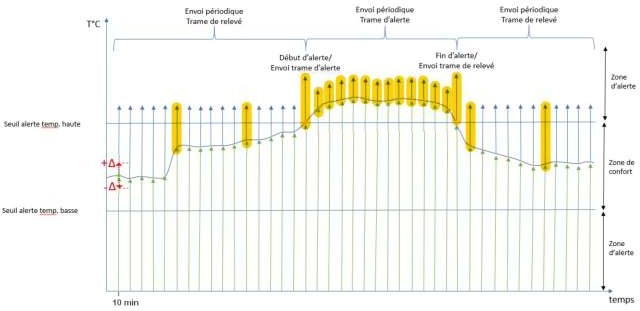 Envoi périodique
Trame de relevé
Envoi périodique
Trame d'alerte
Envoi périodique
Trame de relevé
T°C
Début d'alerte/
Envoi trame d'alerte
Fin d'alerte/
Envoi trame de relevé
Zone
d'alerte
Seuil alerte temp, haute
+Δ
-Δ
Zone de
confort
Seuil alerte temp, basse
Zone
d'alerte
10 min
temps